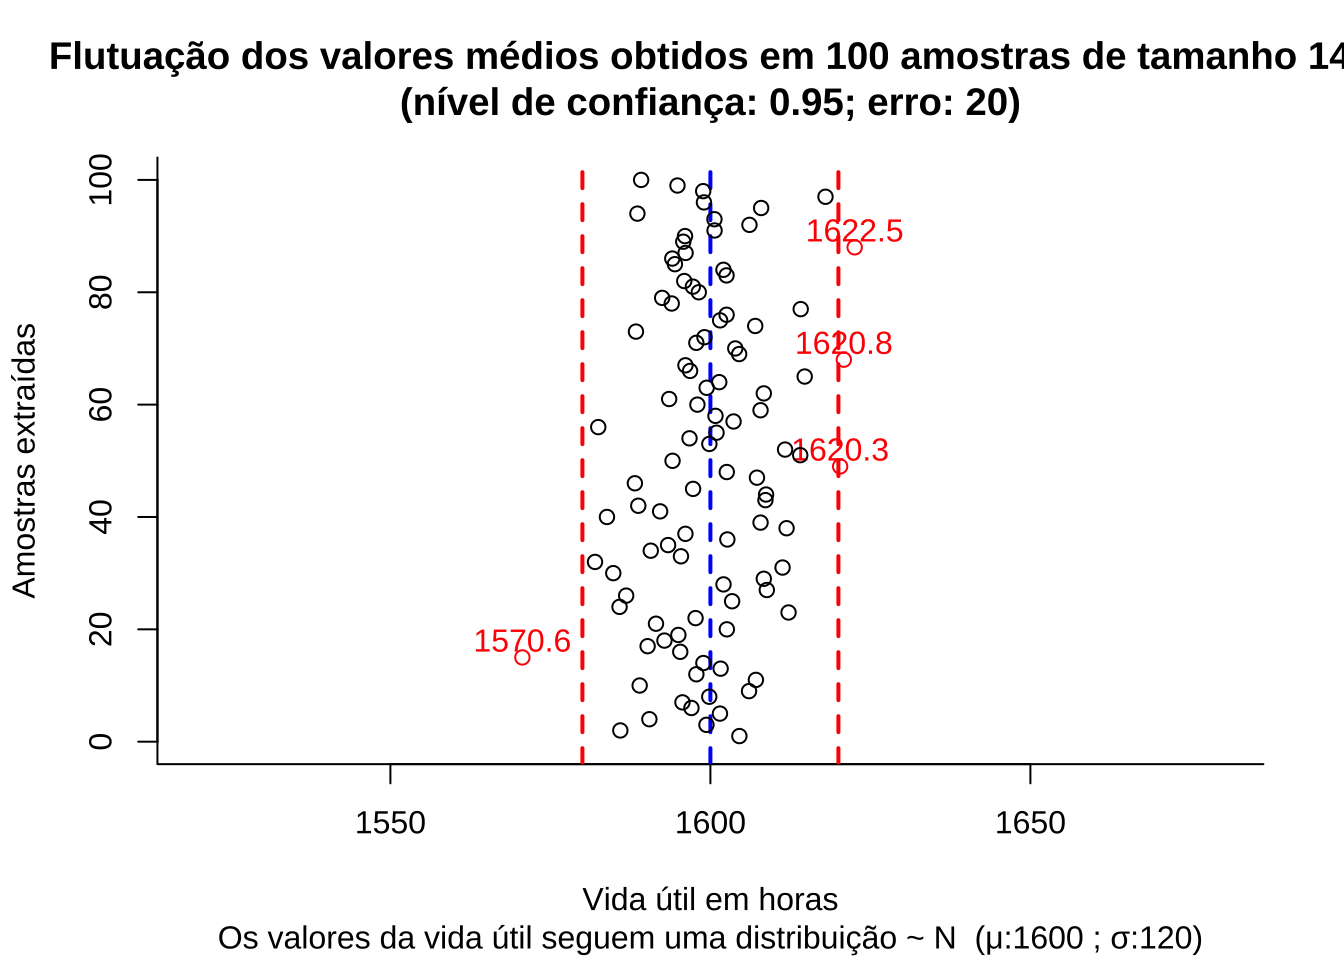 Flutuação dos valores médios obtidos em 100 amostras de tamanho 14
(nível de confiança: 0.95; erro: 20)
Amostras extraídas
100
80
60
40
20
0
1622.5
1620.8
1620.3
1570.6
1550
1600
1650
Vida útil em horas
Os valores da vida útil seguem uma distribuição ~ N (μ:1600 ; σ:120)